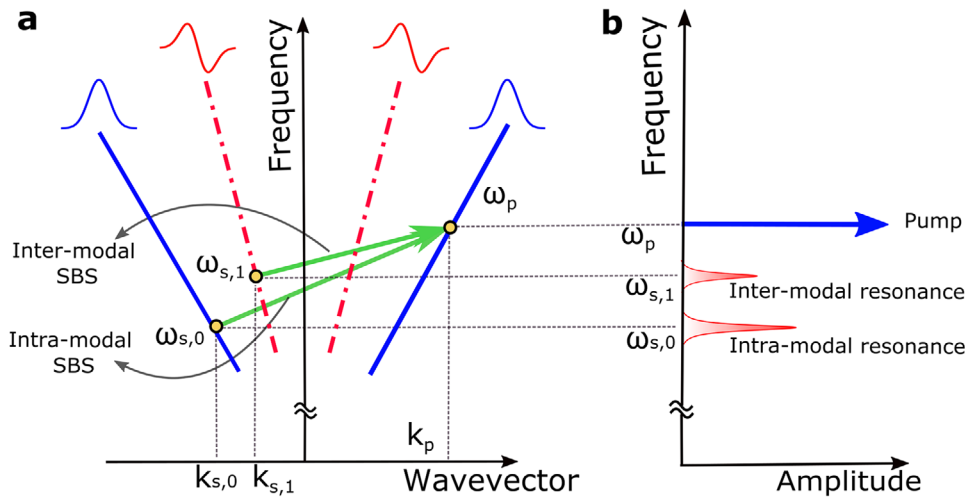 a
b
Frequency
Frequency
ωp
ωp
Pump
Inter-modal
SBS
ωs,1
ωs,1
Inter-modal resonance
ωs,0
ωs,0
Intra-modal resonance
Intra-modal
SBS
kp
ks,0
ks,1
Wavevector
Amplitude